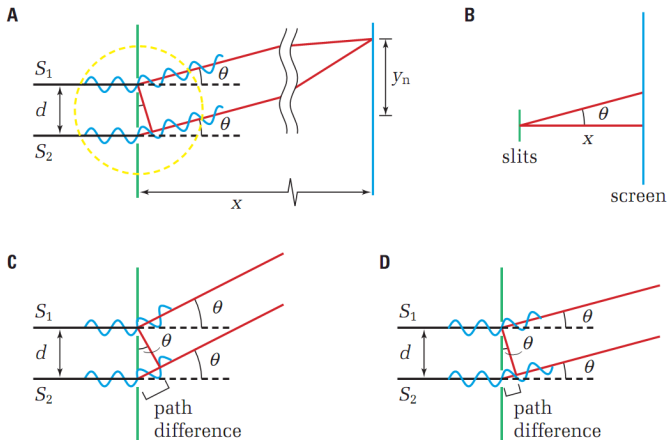 A
S₁
θ
d
θ
S₂
yₙ
x
B
θ
x
slits
screen
C
S₁
θ
d
θ
θ
S₂
path
difference
D
S₁
θ
d
θ
θ
S₂
path
difference